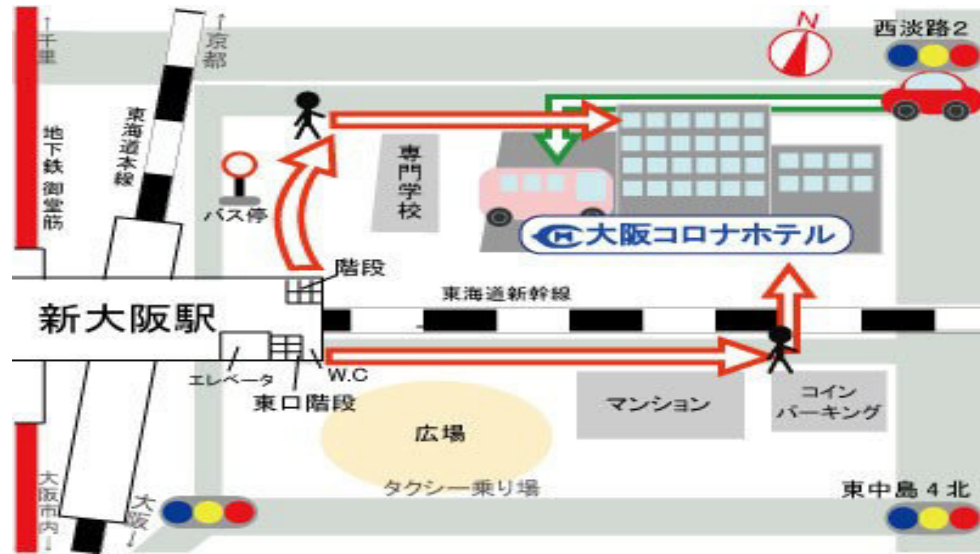 ←千里
←京都
N
西淡路2
東海道本線
地下鉄 御堂筋
専門学校
バス停
大阪コロナホテル
階段
東海道新幹線
新大阪駅
エレベータ
W.C
東口階段
マンション
コイン
パーキング
広場
タクシー乗り場
大阪市内→
大阪→
東中島4北